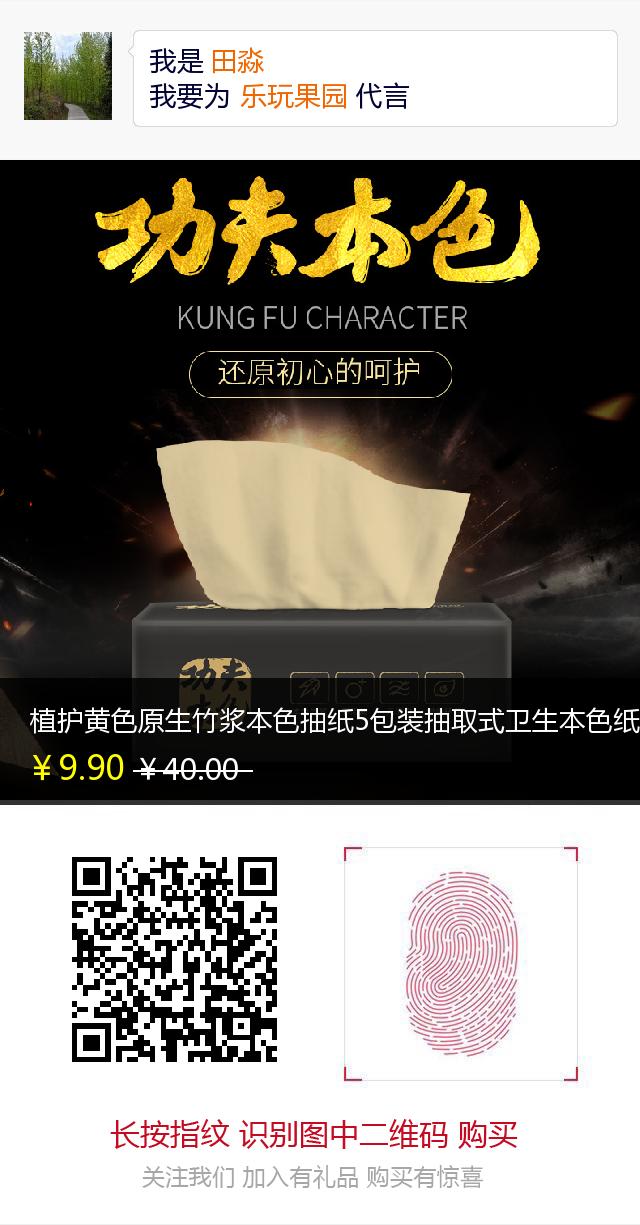 我是 田淼
我要为 乐玩果园 代言
功夫本色
KUNG FU CHARACTER
还原初心的呵护
功夫
植护黄色原生竹浆本色抽纸5包装抽取式卫生本色纸
￥9.90 ￥40.00
长按指纹 识别图中二维码 购买
关注我们 加入有礼品 购买有惊喜